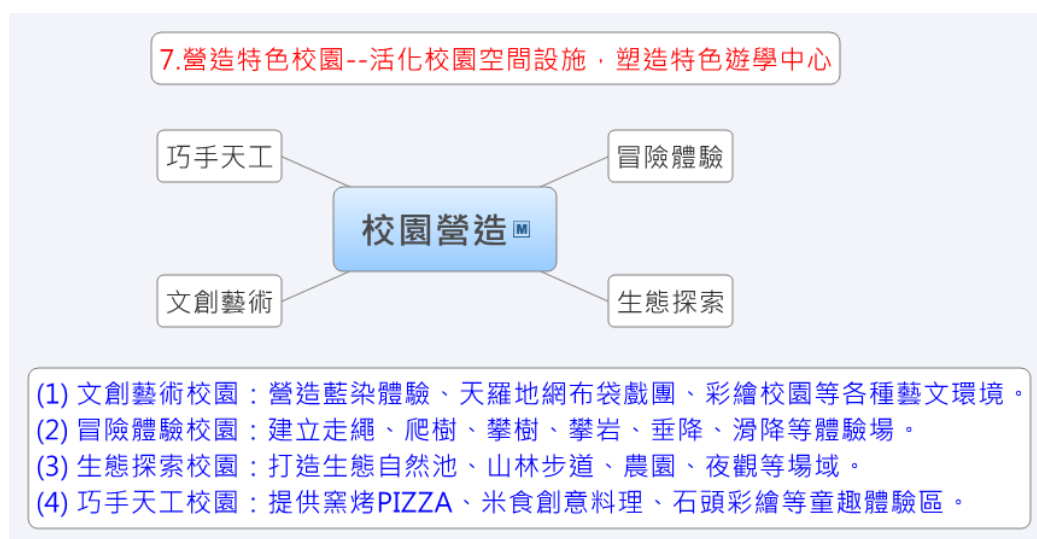 7.營造特色校園--活化校園空間設施，塑造特色遊學中心
巧手天工
冒險體驗
校園營造 M
文創藝術
生態探索
(1) 文創藝術校園：營造藍染體驗、天羅地網布袋戲團、彩繪校園等各種藝文環境。
(2) 冒險體驗校園：建立走繩、爬樹、攀樹、攀岩、垂降、滑降等體驗場。
(3) 生態探索校園：打造生態自然池、山林步道、農園、夜觀等場域。
(4) 巧手天工校園：提供窯烤PIZZA、米食創意料理、石頭彩繪等童趣體驗區。